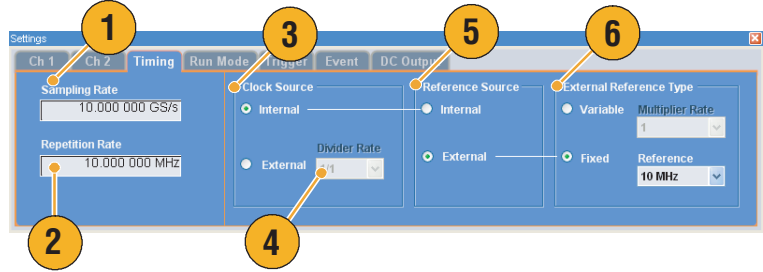 1
3
5
6
Settings
Ch 1 Ch 2 Timing Run Mode Trigger Event DC Output
Sampling Rate
10.000 000 GS/s
Repetition Rate
10.000 000 MHz
2
Clock Source
Internal
External
Divider Rate
1/1
4
Reference Source
Internal
External
External Reference Type
Variable
Multiplier Rate
1
Fixed
Reference
10 MHz